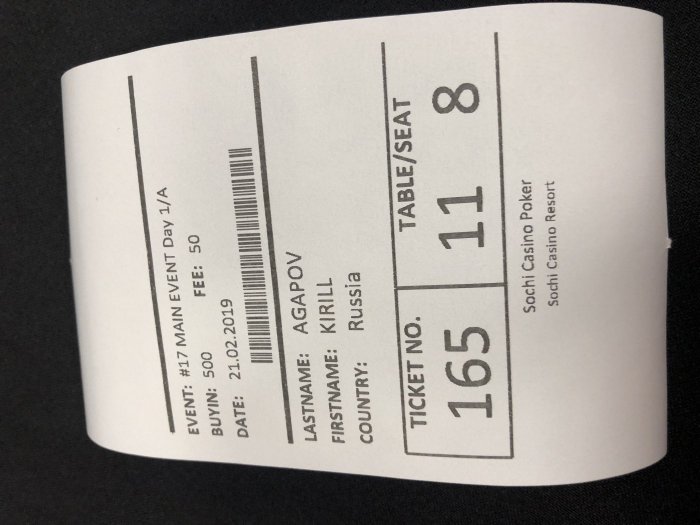 EVENT: #17 MAIN EVENT Day 1/A
BUYIN: 500 FEE: 50
DATE: 21.02.2019
LASTNAME: AGAPOV
FIRSTNAME: KIRILL
COUNTRY: Russia
TICKET NO. TABLE/SEAT
165 11 8
Sochi Casino Poker
Sochi Casino Resort